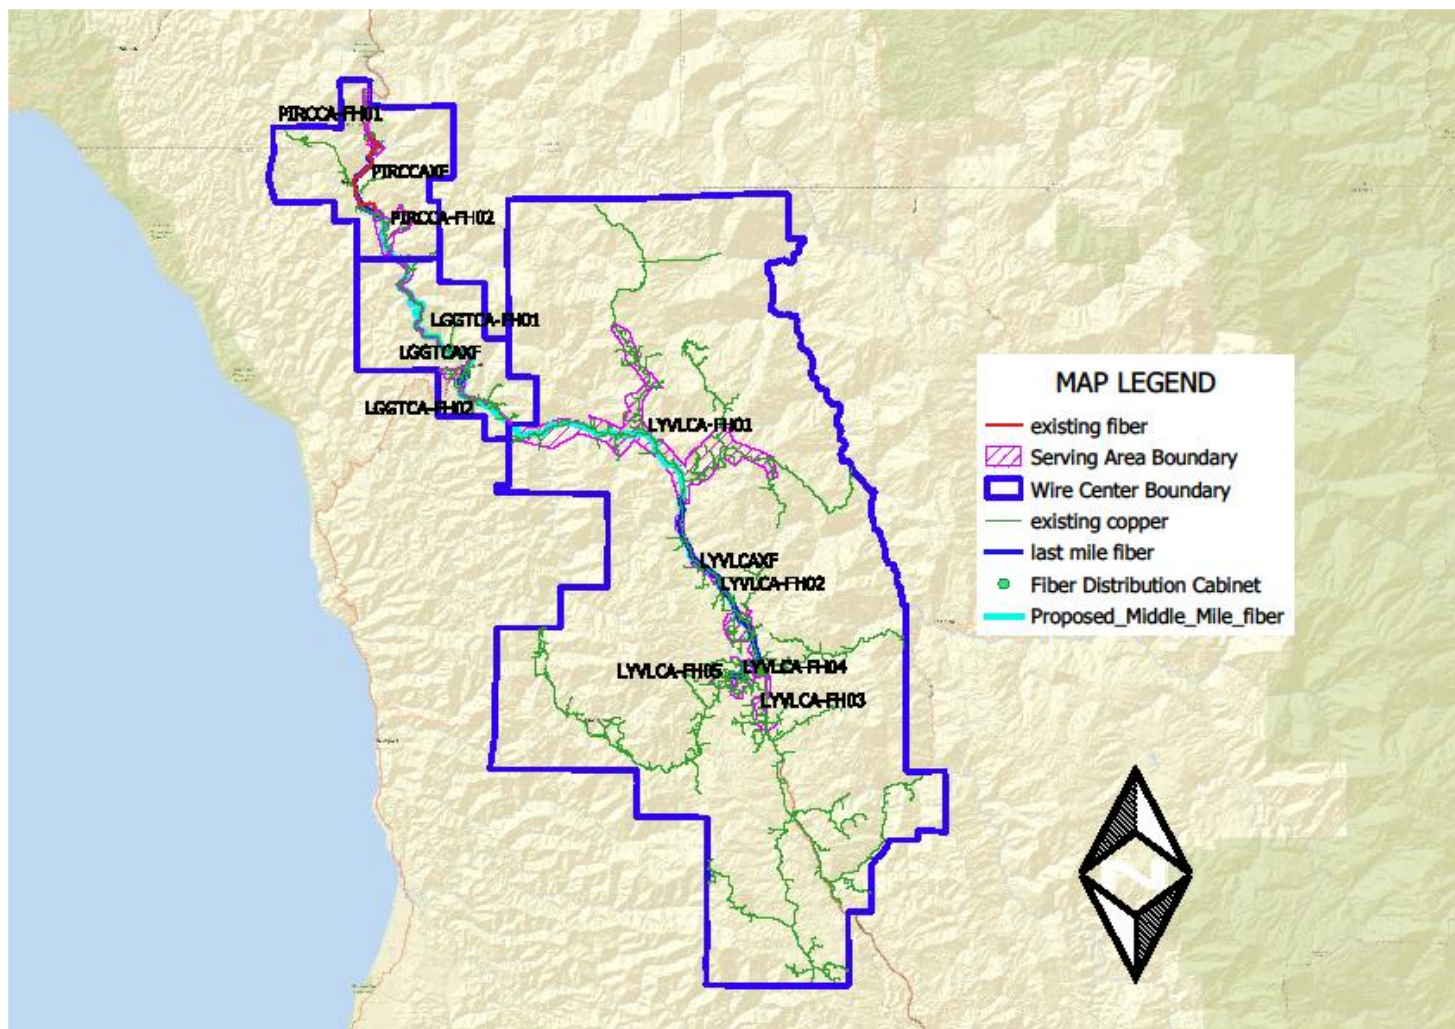 PIRCCA-FH01
PIRCCAXF
PIRCCA-FH02
LGGTCA-FH01
LGGTCAXF
LGGTCA-FH02
LYVLCA-FH01
LYVLCAXF
LYVLCA-FH02
LYVLCA-FH05
LYVLCA-FH04
LYVLCA-FH03
MAP LEGEND
existing fiber
Serving Area Boundary
Wire Center Boundary
existing copper
last mile fiber
Fiber Distribution Cabinet
Proposed_Middle_Mile_fiber
N